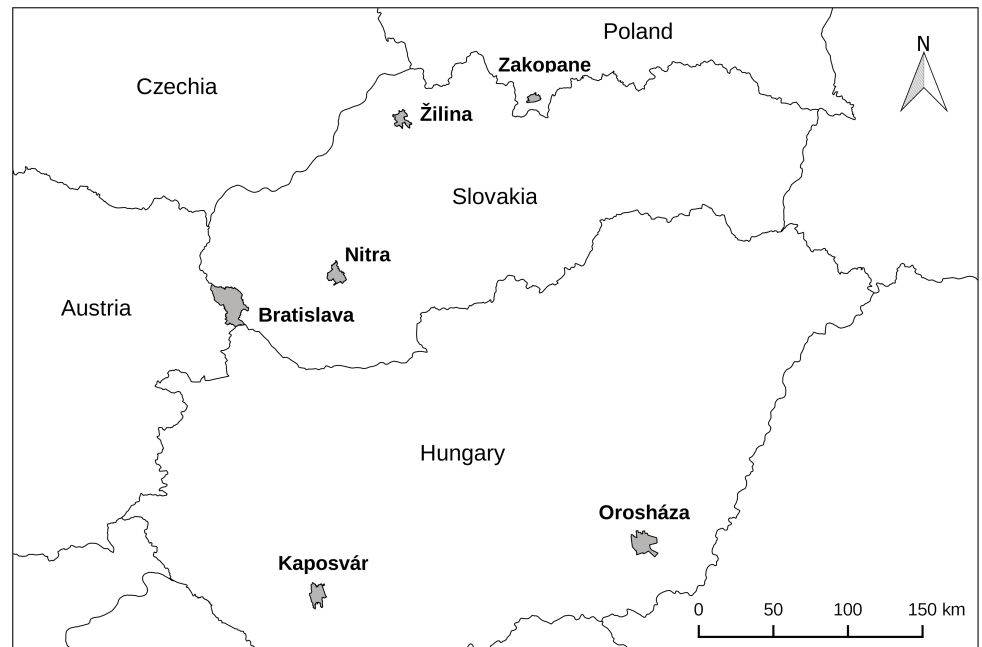 Poland
N
Zakopane
Czechia
Žilina
Slovakia
Nitra
Austria
Bratislava
Hungary
Orosháza
Kaposvár
0 50 100 150 km